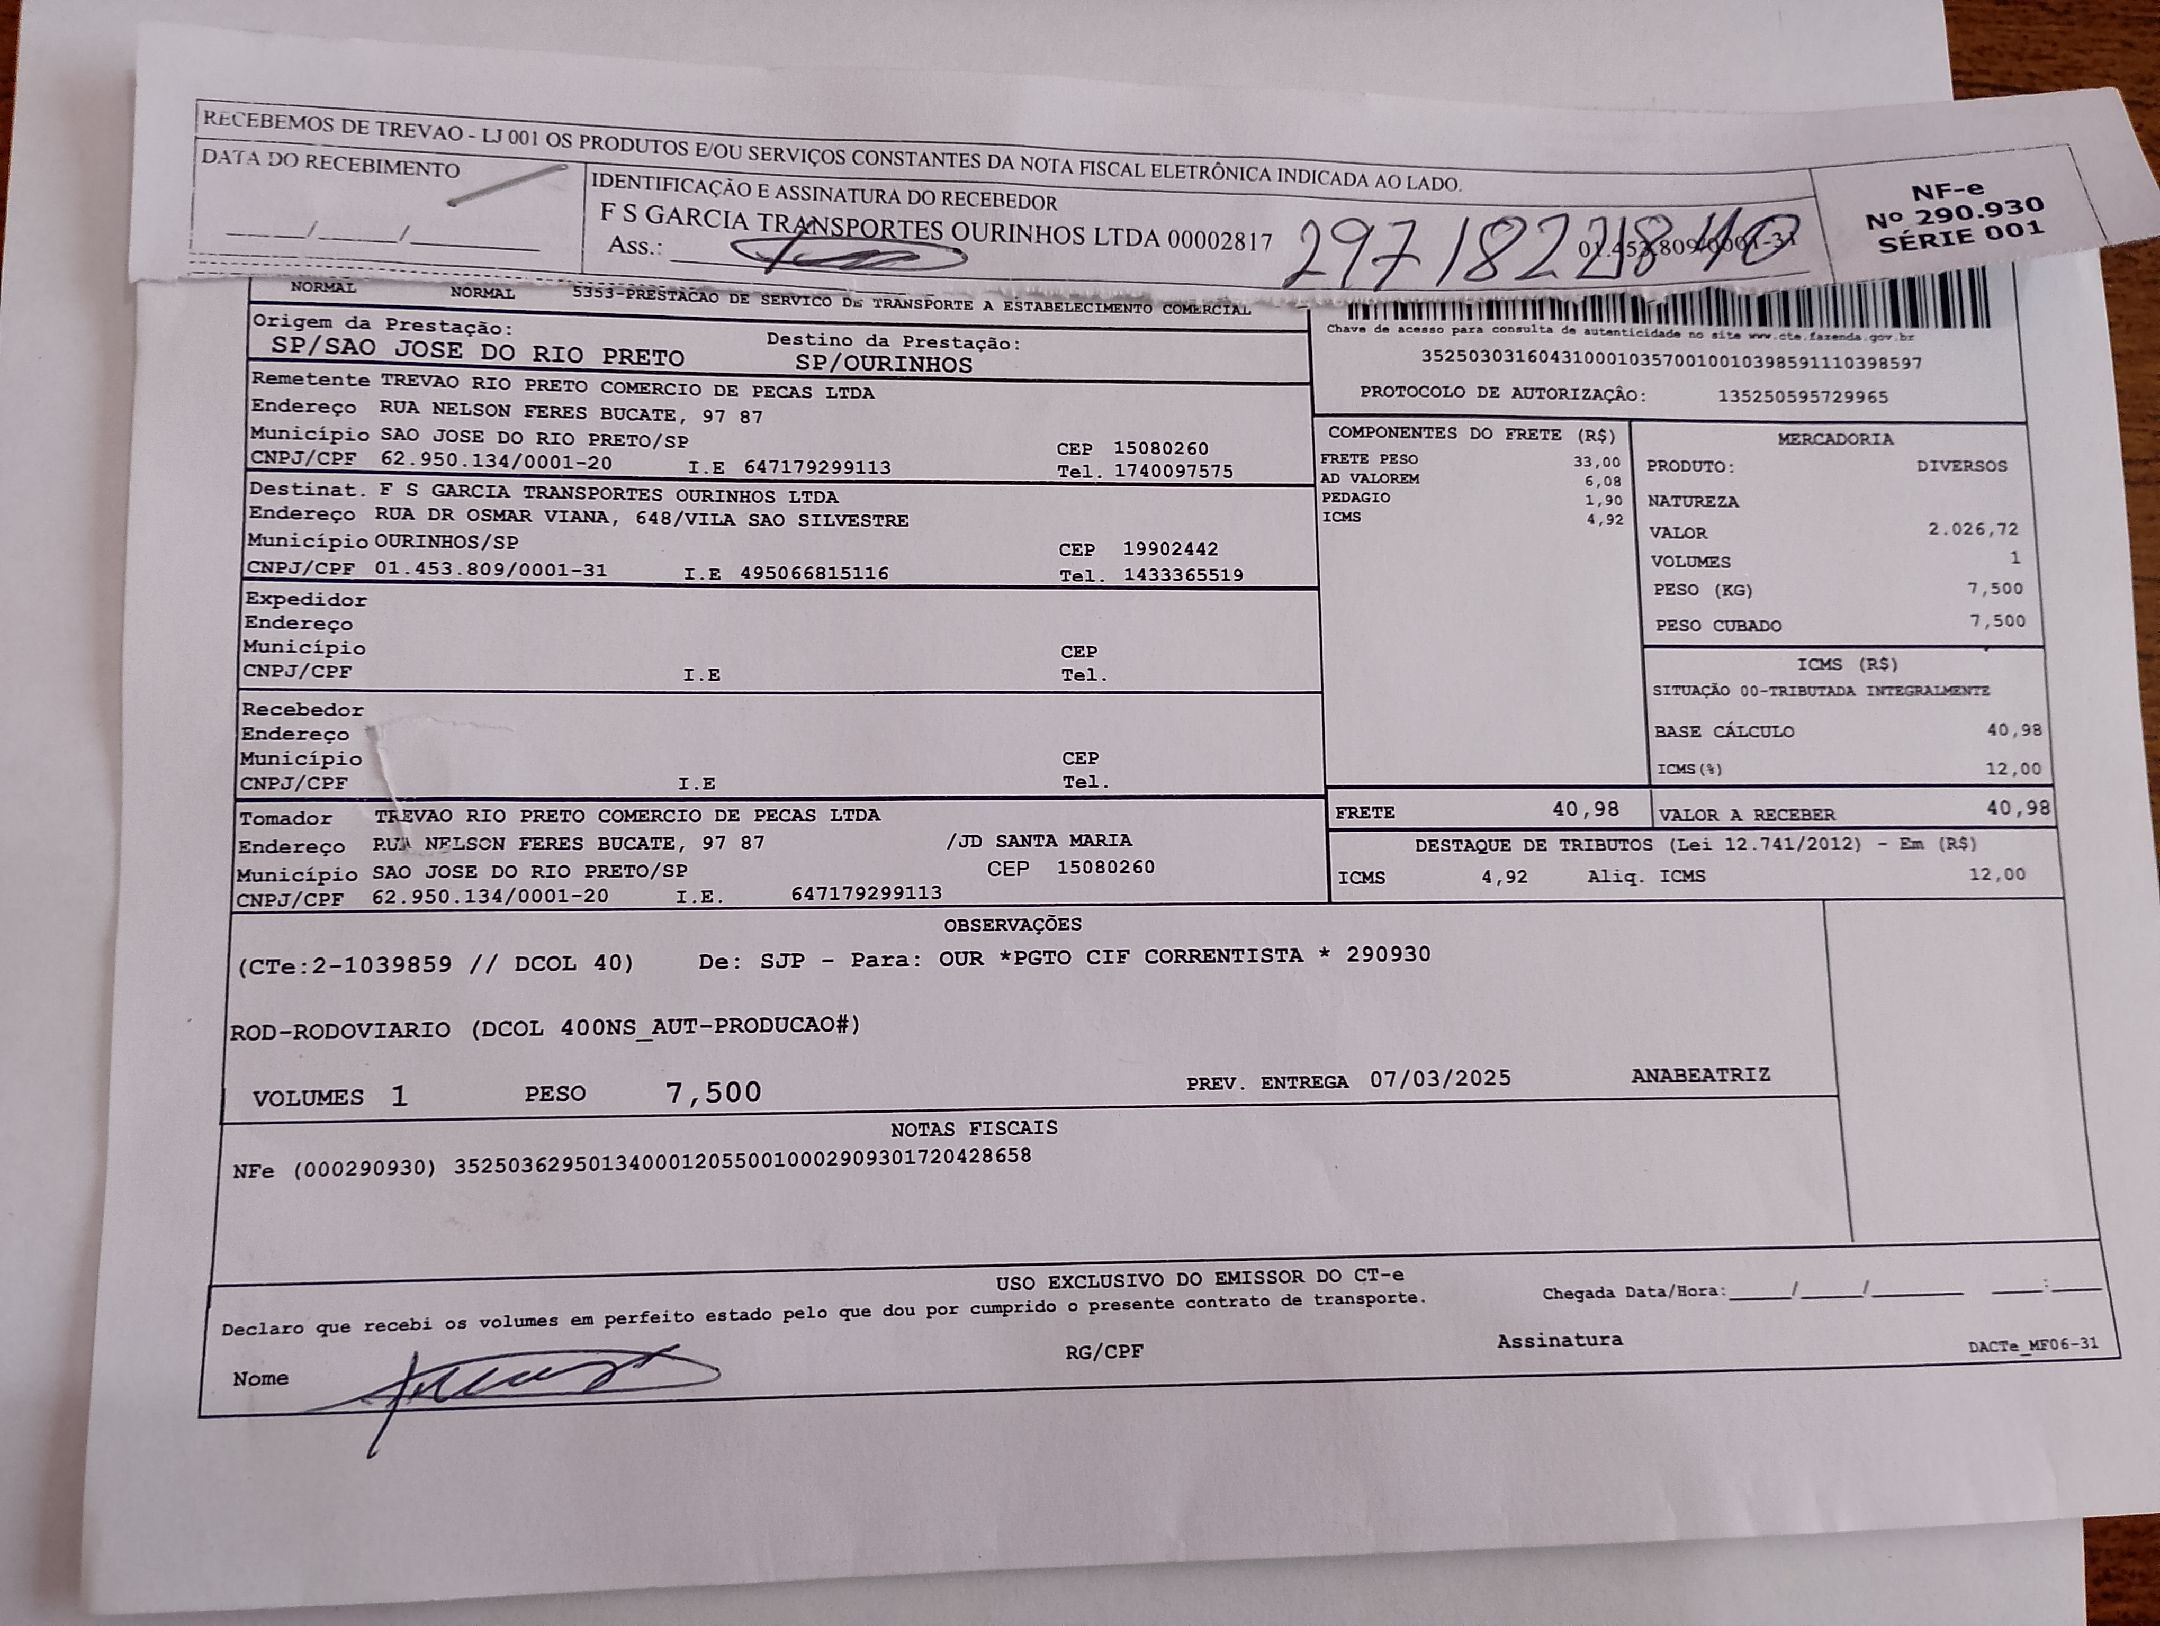 RECEBEMOS DE TREVAO - LJ 001 OS PRODUTOS E/OU SERVIÇOS CONSTANTES DA NOTA FISCAL ELETRÔNICA INDICADA AO LADO.
DATA DO RECEBIMENTO
____/____/______
IDENTIFICAÇÃO E ASSINATURA DO RECEBEDOR
F S GARCIA TRANSPORTES OURINHOS LTDA 00002817
01.453.809/0001-31
Ass.:
NF-e
Nº 290.930
SÉRIE 001
NORMAL NORMAL 5353-PRESTACAO DE SERVICO DE TRANSPORTE A ESTABELECIMENTO COMERCIAL
Origem da Prestação: Destino da Prestação:
SP/SAO JOSE DO RIO PRETO SP/OURINHOS
Remetente TREVAO RIO PRETO COMERCIO DE PECAS LTDA
Endereço RUA NELSON FERES BUCATE, 97 87
Município SAO JOSE DO RIO PRETO/SP CEP 15080260
CNPJ/CPF 62.950.134/0001-20 I.E 647179299113 Tel. 1740097575
Destinat. F S GARCIA TRANSPORTES OURINHOS LTDA
Endereço RUA DR OSMAR VIANA, 648/VILA SAO SILVESTRE
Município OURINHOS/SP CEP 19902442
CNPJ/CPF 01.453.809/0001-31 I.E 495066815116 Tel. 1433365519
Expedidor
Endereço
Município CEP
CNPJ/CPF I.E Tel.
Recebedor
Endereço
Município CEP
CNPJ/CPF I.E Tel.
Tomador TREVAO RIO PRETO COMERCIO DE PECAS LTDA
Endereço RUA NELSON FERES BUCATE, 97 87 /JD SANTA MARIA
Município SAO JOSE DO RIO PRETO/SP CEP 15080260
CNPJ/CPF 62.950.134/0001-20 I.E. 647179299113
Chave de acesso para consulta de autenticidade no site www.cte.fazenda.gov.br
35250303160431000103570010010398591110398597
PROTOCOLO DE AUTORIZAÇÃO: 135250595729965
COMPONENTES DO FRETE (R$)
FRETE PESO 33,00
AD VALOREM 6,08
PEDAGIO 1,90
ICMS 4,92
MERCADORIA
PRODUTO: DIVERSOS
NATUREZA
VALOR 2.026,72
VOLUMES 1
PESO (KG) 7,500
PESO CUBADO 7,500
ICMS (R$)
SITUAÇÃO 00-TRIBUTADA INTEGRALMENTE
BASE CÁLCULO 40,98
ICMS(%) 12,00
FRETE 40,98 VALOR A RECEBER 40,98
DESTAQUE DE TRIBUTOS (Lei 12.741/2012) - Em (R$)
ICMS 4,92 Aliq. ICMS 12,00
OBSERVAÇÕES
(CTe:2-1039859 // DCOL 40) De: SJP - Para: OUR *PGTO CIF CORRENTISTA * 290930
ROD-RODOVIARIO (DCOL 400NS_AUT-PRODUCAO#)
VOLUMES 1 PESO 7,500 PREV. ENTREGA 07/03/2025 ANABEATRIZ
NOTAS FISCAIS
NFe (000290930) 35250362950134000120550010002909301720428658
USO EXCLUSIVO DO EMISSOR DO CT-e
Declaro que recebi os volumes em perfeito estado pelo que dou por cumprido o presente contrato de transporte.
Chegada Data/Hora:_____/_____/________ ____:____
Nome RG/CPF Assinatura DACTe_MF06-31